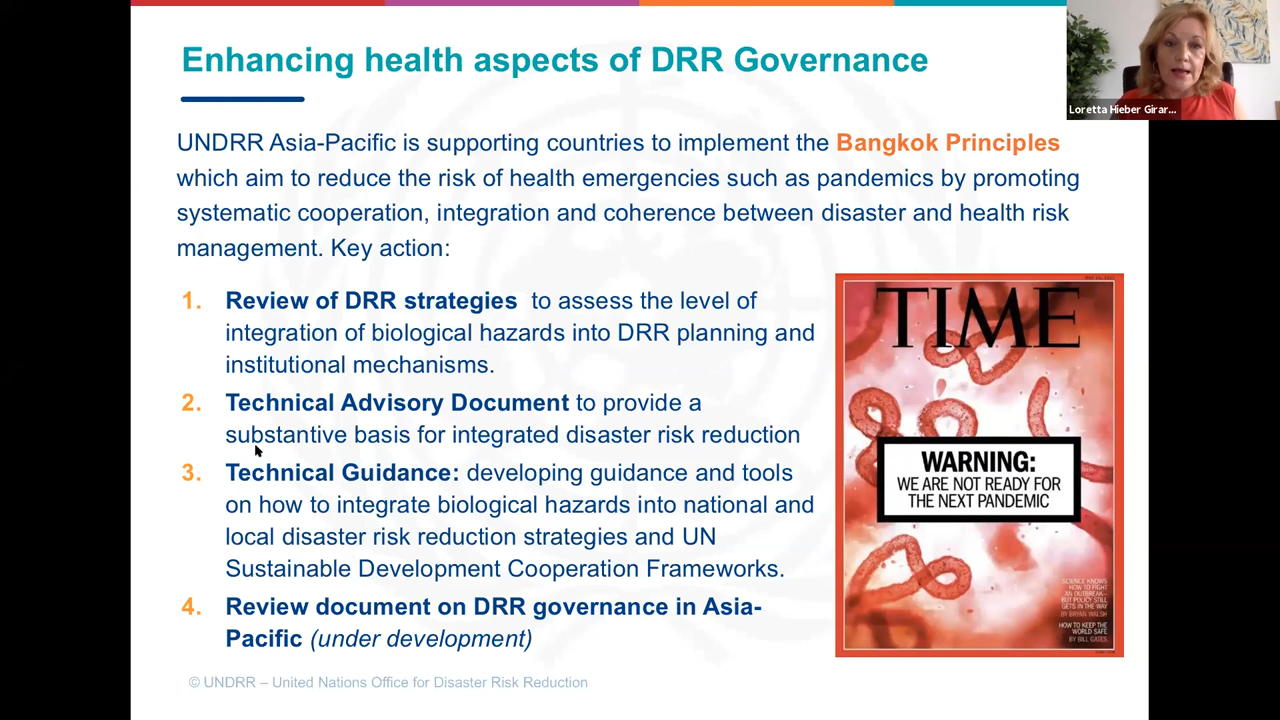 Enhancing health aspects of DRR Governance
Loretta Hieber Girar...
UNDRR Asia-Pacific is supporting countries to implement the Bangkok Principles
which aim to reduce the risk of health emergencies such as pandemics by promoting
systematic cooperation, integration and coherence between disaster and health risk
management. Key action:
1. Review of DRR strategies to assess the level of
integration of biological hazards into DRR planning and
institutional mechanisms.
2. Technical Advisory Document to provide a
substantive basis for integrated disaster risk reduction
3. Technical Guidance: developing guidance and tools
on how to integrate biological hazards into national and
local disaster risk reduction strategies and UN
Sustainable Development Cooperation Frameworks.
4. Review document on DRR governance in Asia-
Pacific (under development)
TIME
WARNING:
WE ARE NOT READY FOR
THE NEXT PANDEMIC
SCIENCE KNOWS
HOW TO FIGHT
AN OUTBREAK—
BUT POLICY STILL
GETS IN THE WAY
BY BRYAN WALSH
HOW TO KEEP THE
WORLD SAFE
BY BILL GATES
© UNDRR – United Nations Office for Disaster Risk Reduction